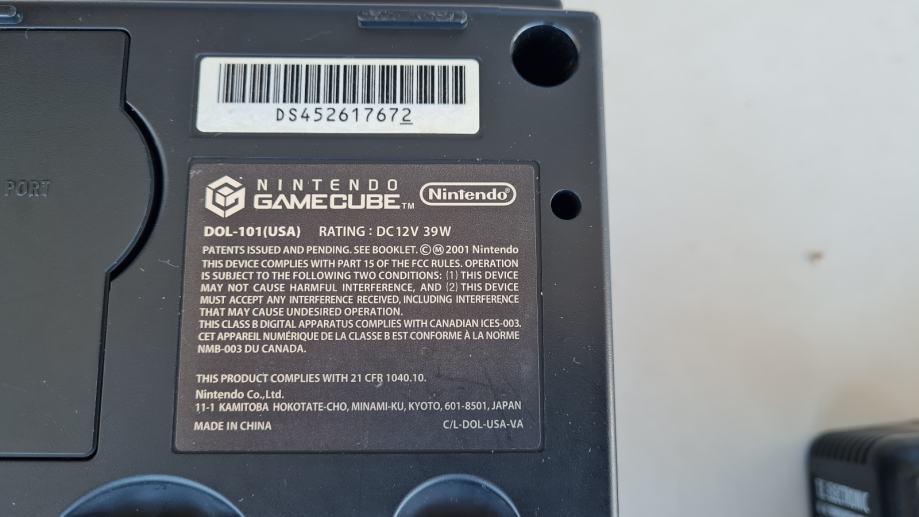 PORT
DS452617672
NINTENDO
GAMECUBE™ Nintendo®
DOL-101(USA) RATING : DC12V 39W
PATENTS ISSUED AND PENDING. SEE BOOKLET. ©Ⓜ 2001 Nintendo
THIS DEVICE COMPLIES WITH PART 15 OF THE FCC RULES. OPERATION
IS SUBJECT TO THE FOLLOWING TWO CONDITIONS: (1) THIS DEVICE
MAY NOT CAUSE HARMFUL INTERFERENCE, AND (2) THIS DEVICE
MUST ACCEPT ANY INTERFERENCE RECEIVED, INCLUDING INTERFERENCE
THAT MAY CAUSE UNDESIRED OPERATION.
THIS CLASS B DIGITAL APPARATUS COMPLIES WITH CANADIAN ICES-003.
CET APPAREIL NUMÉRIQUE DE LA CLASSE B EST CONFORME À LA NORME
NMB-003 DU CANADA.
THIS PRODUCT COMPLIES WITH 21 CFR 1040.10.
Nintendo Co.,Ltd.
11-1 KAMITOBA HOKOTATE-CHO, MINAMI-KU, KYOTO, 601-8501, JAPAN
MADE IN CHINA C/L-DOL-USA-VA
ELECTRONIC